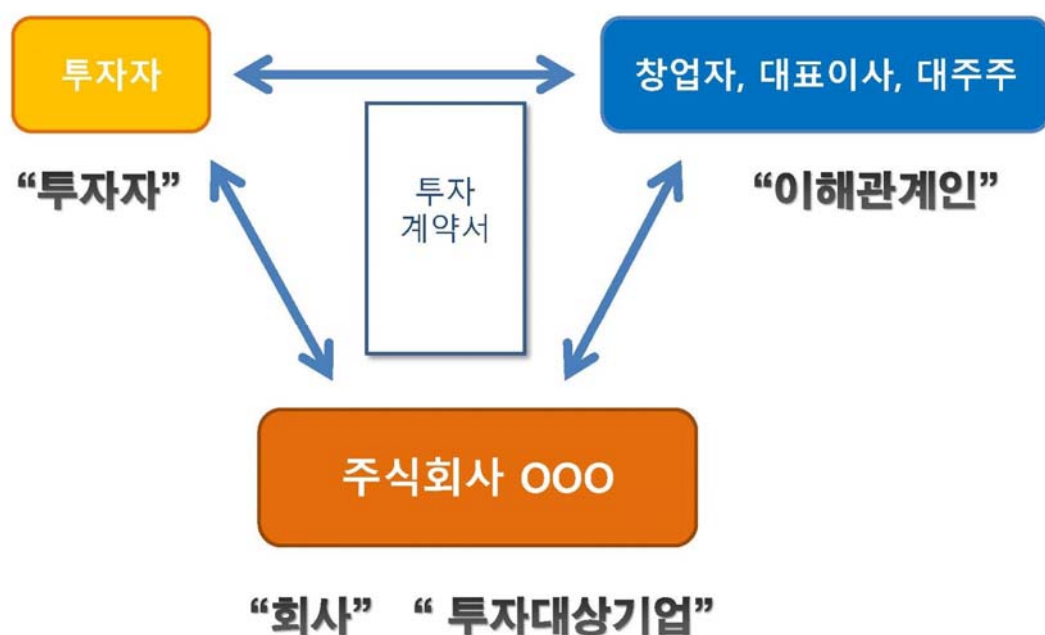 투자자
창업자, 대표이사, 대주주
“투자자”
투자
계약서
“이해관계인”
주식회사 OOO
“회사” “ 투자대상기업”